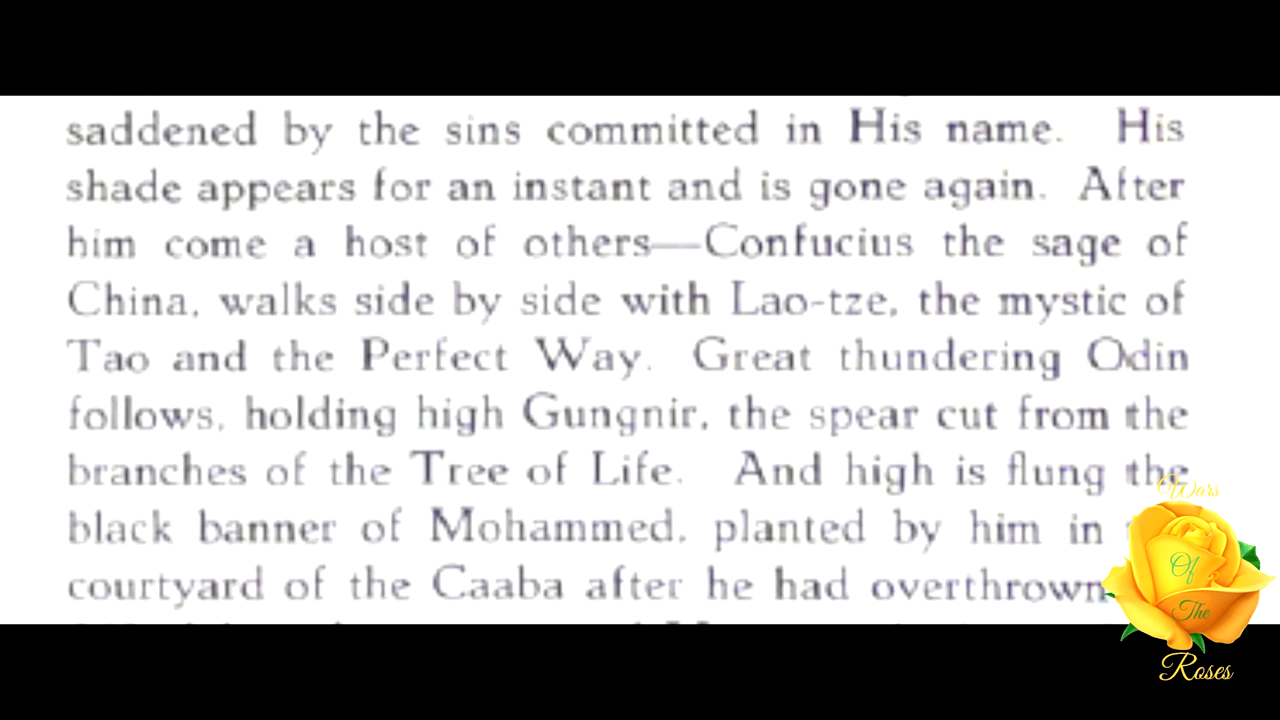 saddened by the sins committed in His name. His
shade appears for an instant and is gone again. After
him come a host of others—Confucius the sage of
China, walks side by side with Lao-tze, the mystic of
Tao and the Perfect Way. Great thundering Odin
follows, holding high Gungnir, the spear cut from the
branches of the Tree of Life. And high is flung the
black banner of Mohammed, planted by him in
courtyard of the Caaba after he had overthrown
Wars
Of
The
Roses